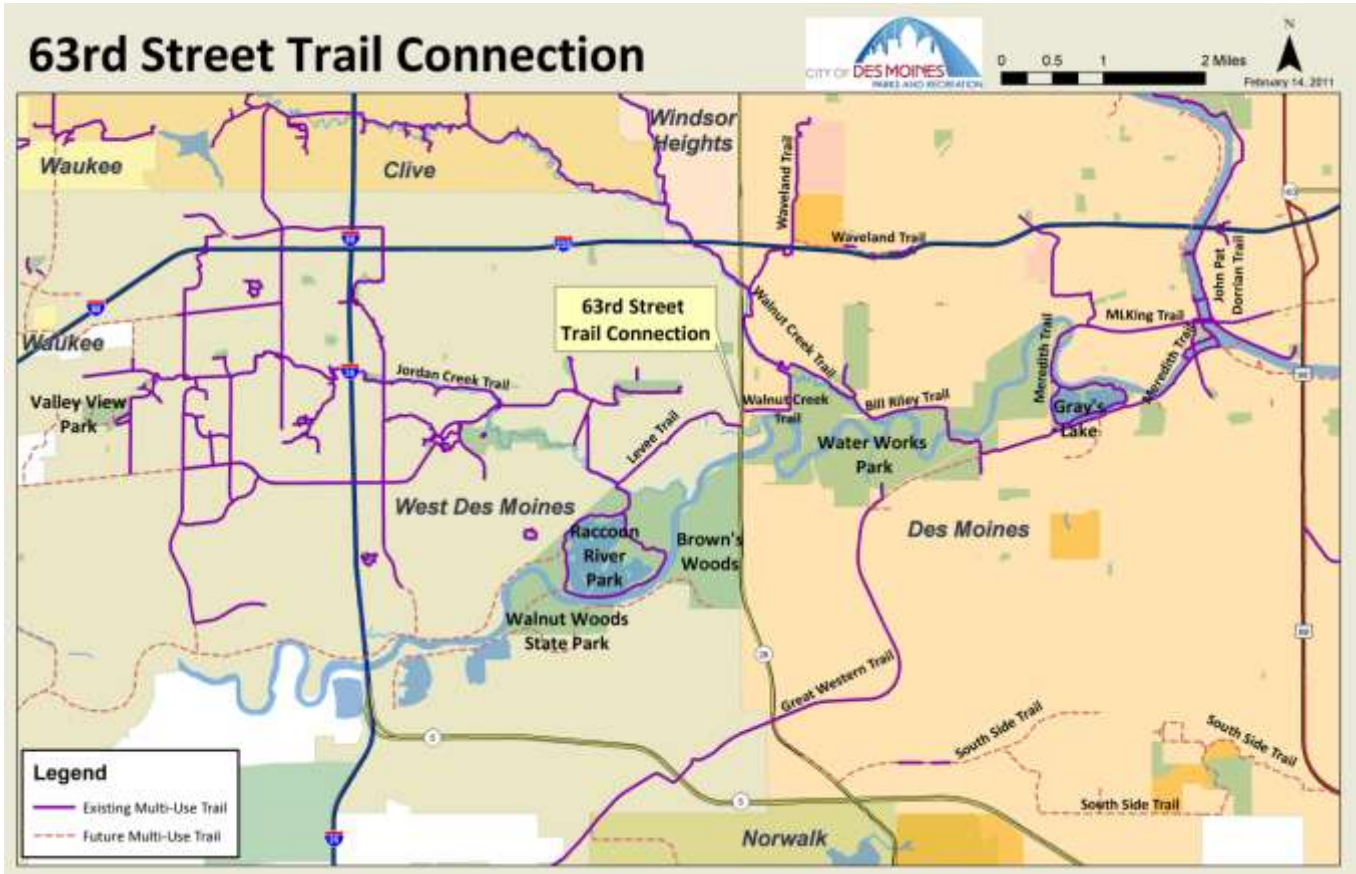 63rd Street Trail Connection
CITY OF DES MOINES
PARKS AND RECREATION
0 0.5 1 2 Miles
N
February 14, 2011
Waukee
Clive
Windsor
Heights
Waveland Trail
Waveland Trail
John Pat
Dorrian Trail
63rd Street
Trail Connection
Walnut Creek Trail
MLKing Trail
Meredith Trail
Meredith Trail
Waukee
Jordan Creek Trail
Valley View
Park
Levee Trail
Walnut Creek
Trail
Bill Riley Trail
Gray's
Lake
Water Works
Park
West Des Moines
Raccoon
River
Park
Brown's
Woods
Des Moines
Walnut Woods
State Park
28
Great Western Trail
South Side Trail
South Side Trail
South Side Trail
5
5
Norwalk
Legend
Existing Multi-Use Trail
Future Multi-Use Trail